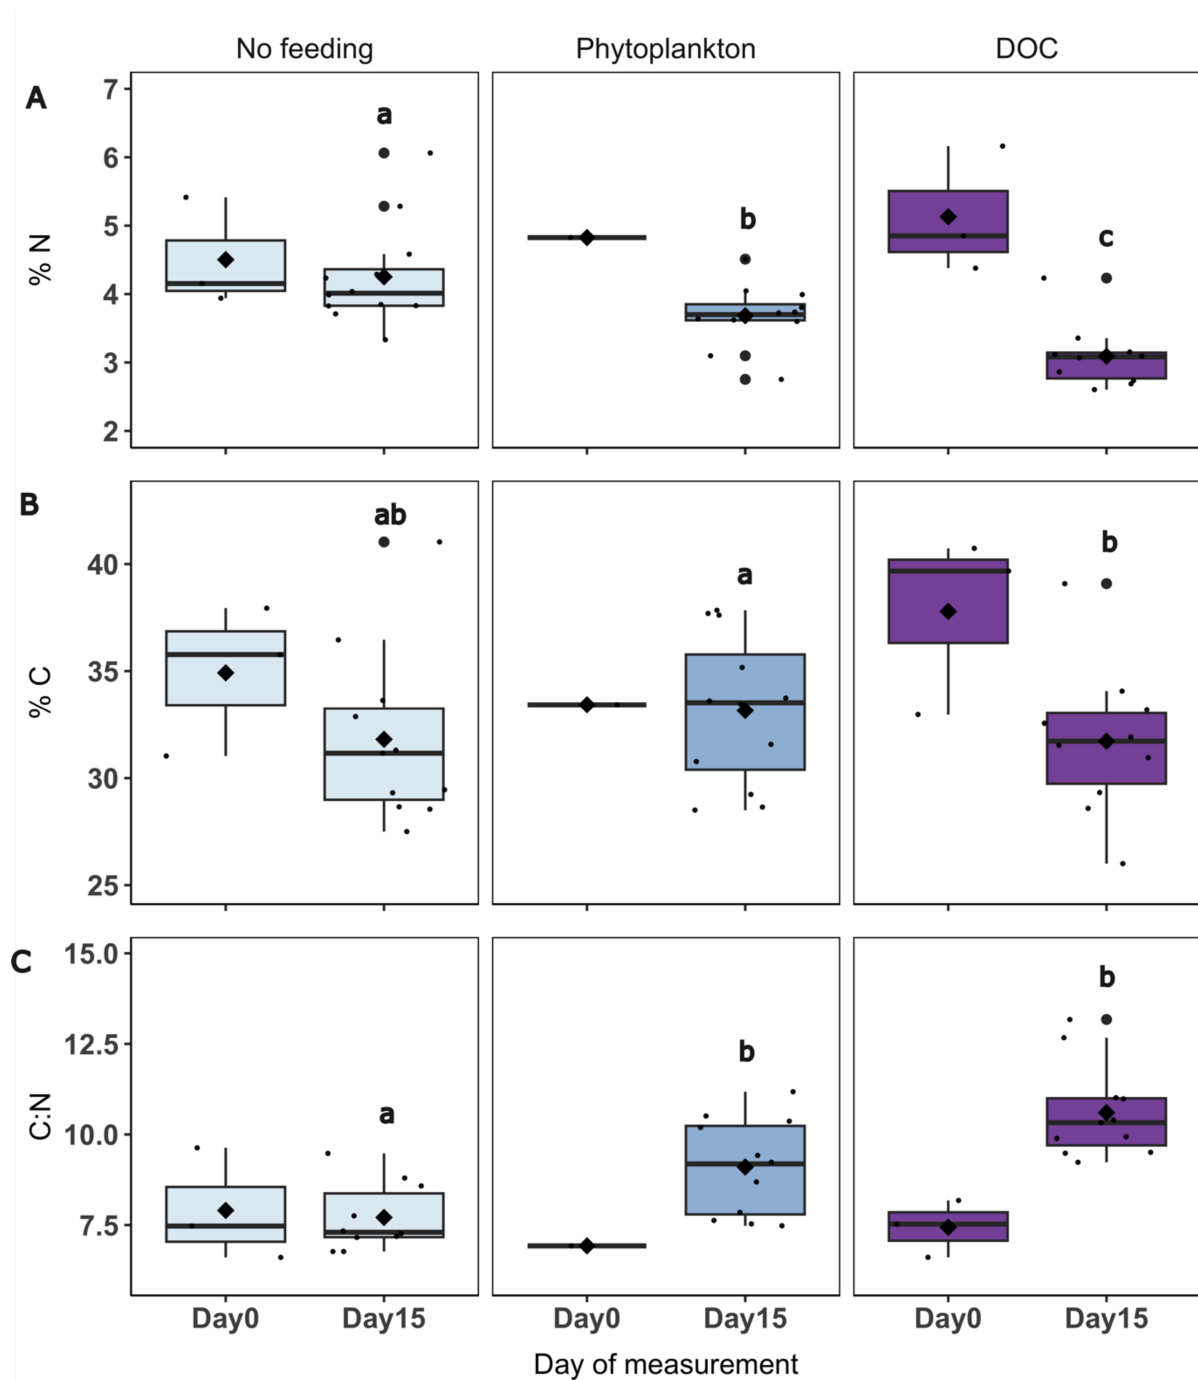 No feeding Phytoplankton DOC
A
7
6
5
4
3
2
% N
a
b
c
B
40
35
30
25
% C
ab
a
b
C
15.0
12.5
10.0
7.5
C:N
a
b
b
Day0 Day15 Day0 Day15 Day0 Day15
Day of measurement